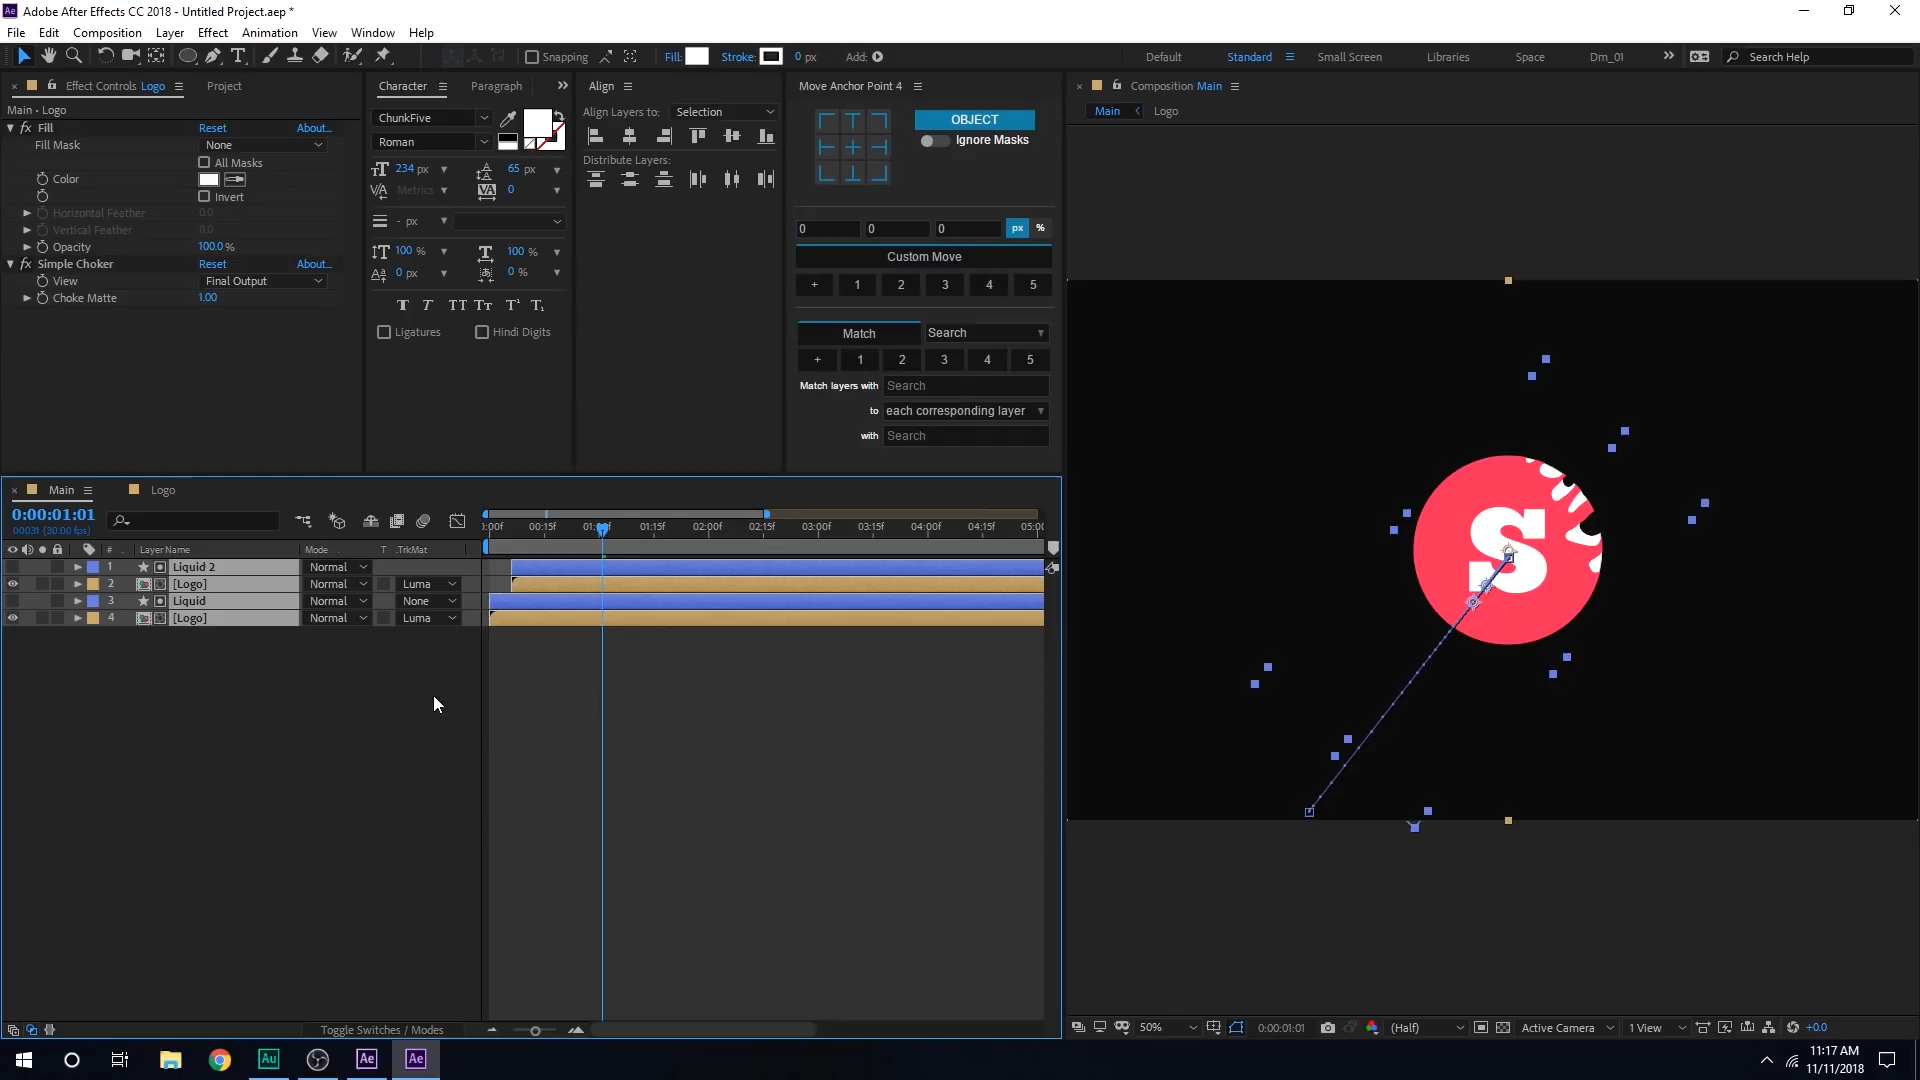 Adobe After Effects CC 2018 - Untitled Project.aep *
File Edit Composition Layer Effect Animation View Window Help
Snapping Fill: Stroke: 0 px Add: Default Standard Small Screen Libraries Space Dm_01 Search Help
Effect Controls Logo Project
Main • Logo
fx Fill Reset About...
Fill Mask None
All Masks
Color
Invert
Horizontal Feather 0.0
Vertical Feather 0.0
Opacity 100.0 %
fx Simple Choker Reset About...
View Final Output
Choke Matte 1.00
Character Paragraph
ChunkFive
Roman
234 px 65 px
Metrics 0
- px
100 % 100 %
0 px 0 %
T T TT Tt T¹ T₁
Ligatures Hindi Digits
Align
Align Layers to: Selection
Distribute Layers:
Move Anchor Point 4
OBJECT
Ignore Masks
0 0 0 px %
Custom Move
+ 1 2 3 4 5
Match Search
+ 1 2 3 4 5
Match layers with Search
to each corresponding layer
with Search
Composition Main
Main Logo
S
Main Logo
0:00:01:01
00031 (30.00 fps)
:00f 00:15f 01:00f 01:15f 02:00f 02:15f 03:00f 03:15f 04:00f 04:15f 05:00
# Layer Name Mode T .TrkMat
1 Liquid 2 Normal
2 [Logo] Normal Luma
3 Liquid Normal None
4 [Logo] Normal Luma
Toggle Switches / Modes
50% 0:00:01:01 (Half) Active Camera 1 View +0.0
Au Ae Ae
11:17 AM
11/11/2018